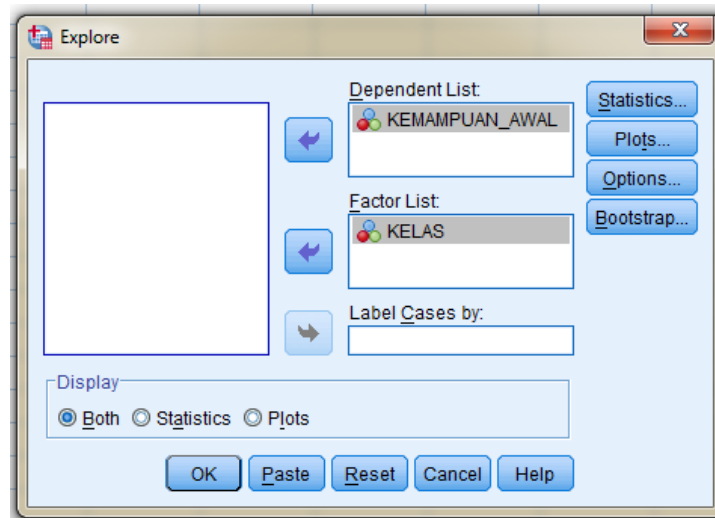 Explore
Dependent List:
KEMAMPUAN_AWAL
Statistics...
Plots...
Options...
Bootstrap...
Factor List:
KELAS
Label Cases by:
Display
Both Statistics Plots
OK Paste Reset Cancel Help